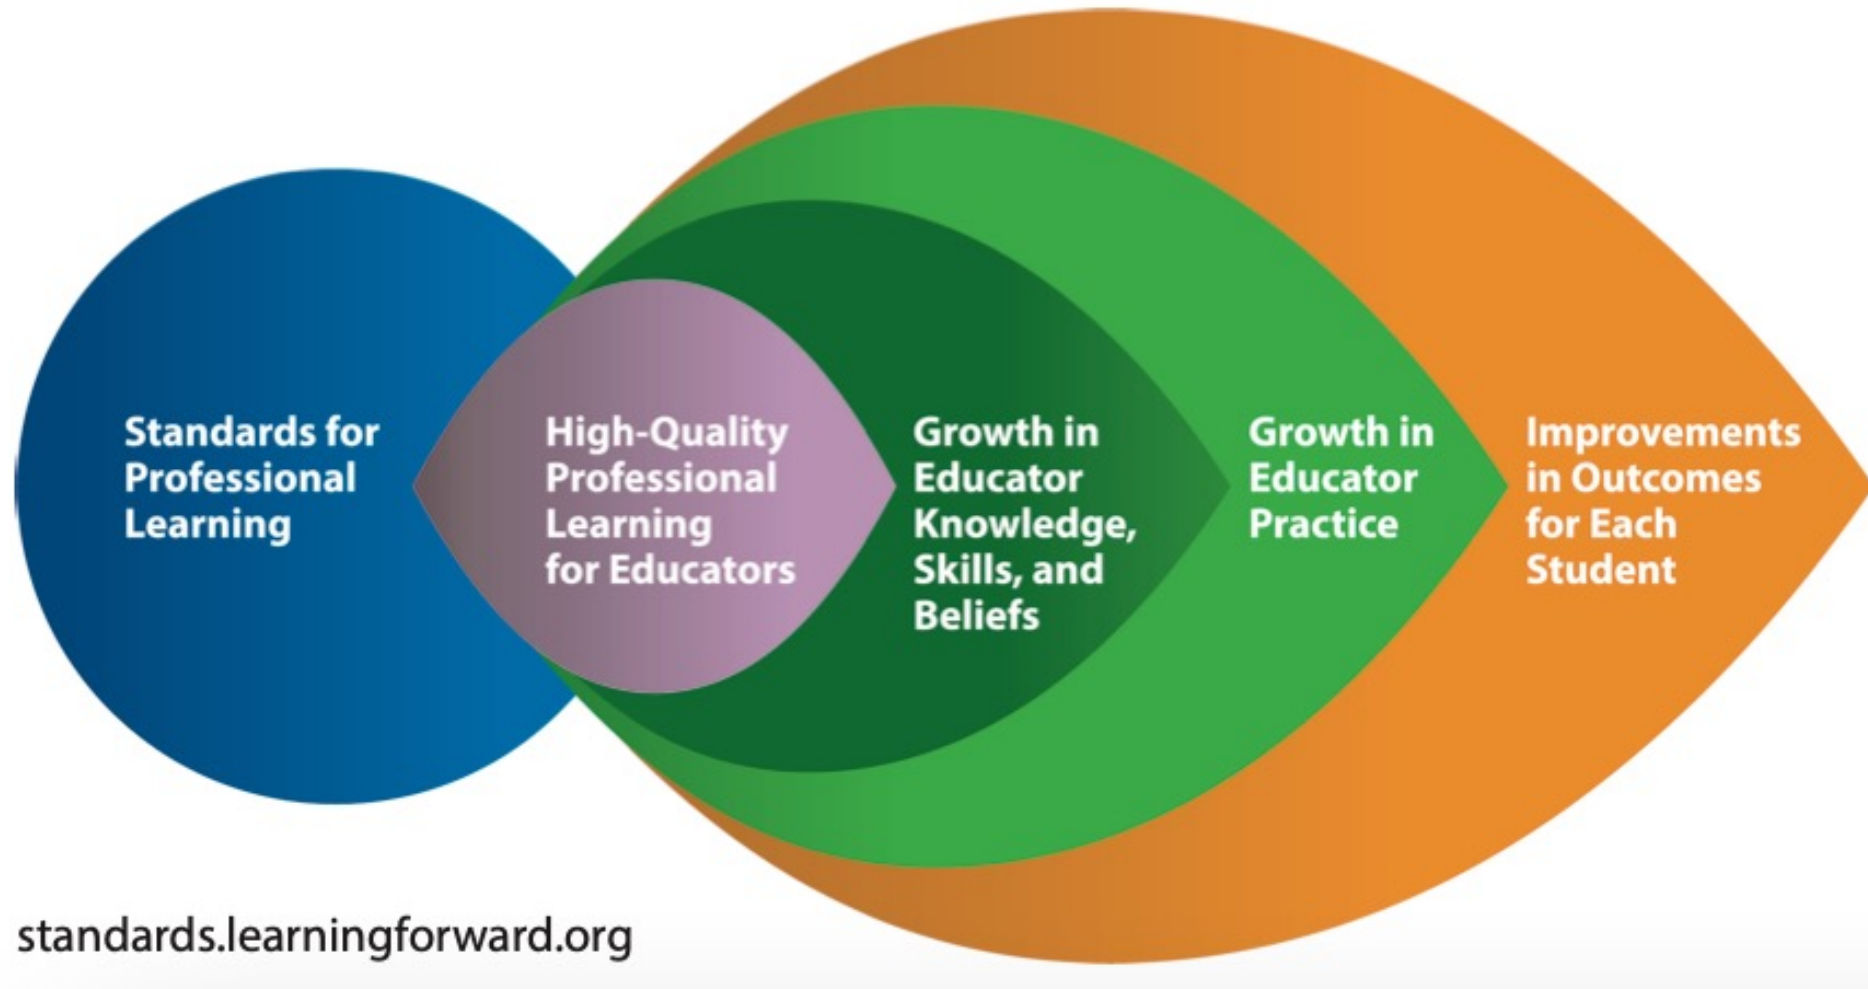 Standards for
Professional
Learning
High-Quality
Professional
Learning
for Educators
Growth in
Educator
Knowledge,
Skills, and
Beliefs
Growth in
Educator
Practice
Improvements
in Outcomes
for Each
Student
standards.learningforward.org